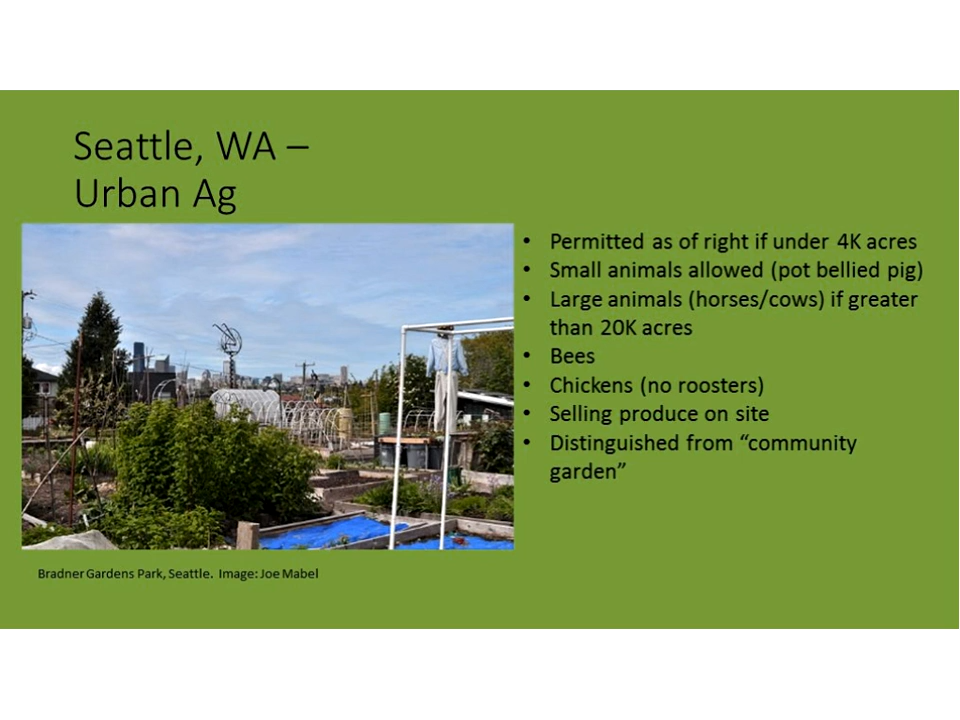 Seattle, WA –
Urban Ag
• Permitted as of right if under 4K acres
• Small animals allowed (pot bellied pig)
• Large animals (horses/cows) if greater
than 20K acres
• Bees
• Chickens (no roosters)
• Selling produce on site
• Distinguished from “community
garden”
Bradner Gardens Park, Seattle. Image: Joe Mabel